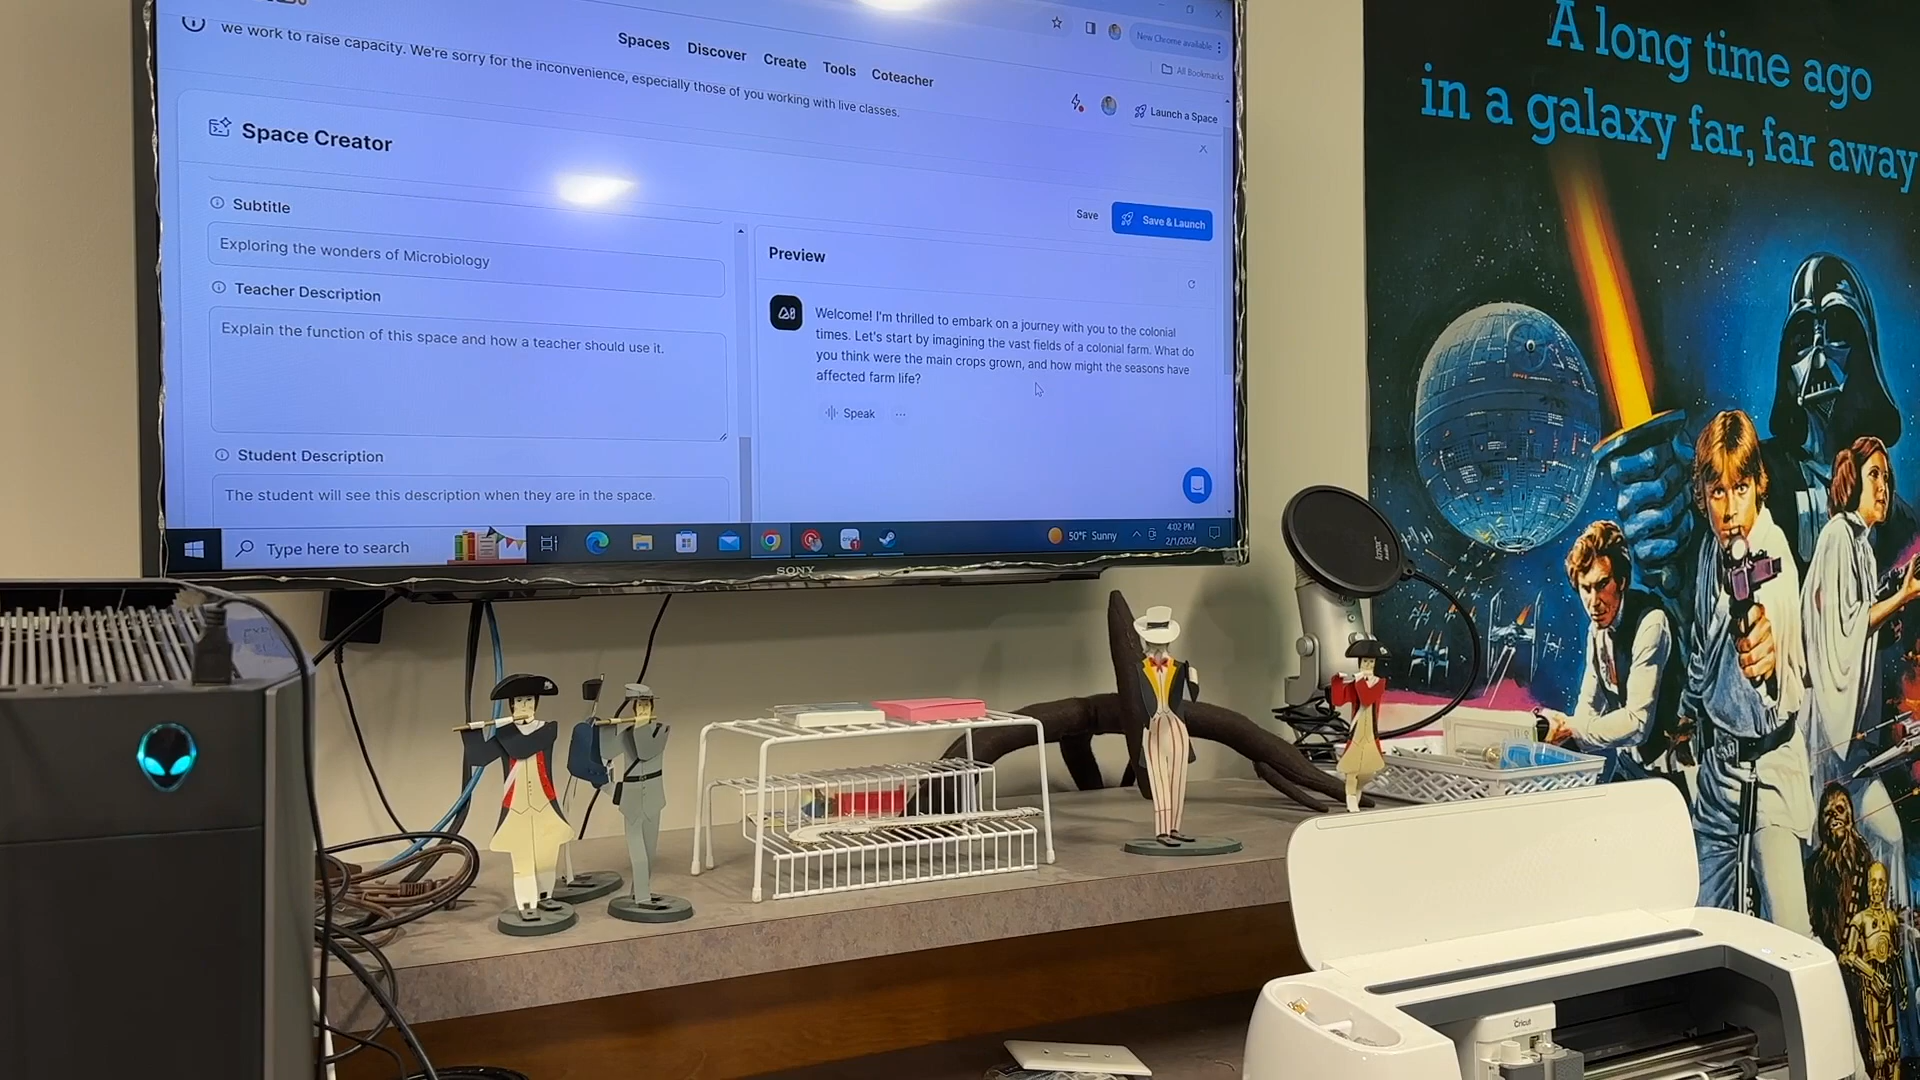 we work to raise capacity. We're sorry for the inconvenience, especially those of you working with live classes.
Spaces Discover Create Tools Coteacher
New Chrome available
All Bookmarks
Launch a Space
Space Creator
Save
Save & Launch
Subtitle
Exploring the wonders of Microbiology
Teacher Description
Explain the function of this space and how a teacher should use it.
Student Description
The student will see this description when they are in the space.
Preview
Welcome! I'm thrilled to embark on a journey with you to the colonial
times. Let's start by imagining the vast fields of a colonial farm. What do
you think were the main crops grown, and how might the seasons have
affected farm life?
Speak
Type here to search
50°F Sunny
4:02 PM
2/1/2024
SONY
A long time ago
in a galaxy far, far away
Cricut